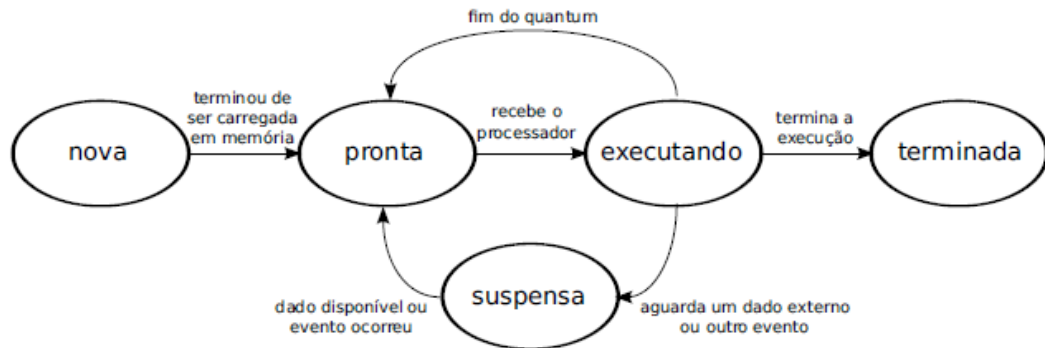 fim do quantum
terminou de
ser carregada
em memória
recebe o
processador
termina a
execução
nova
pronta
executando
terminada
suspensa
dado disponível ou
evento ocorreu
aguarda um dado externo
ou outro evento